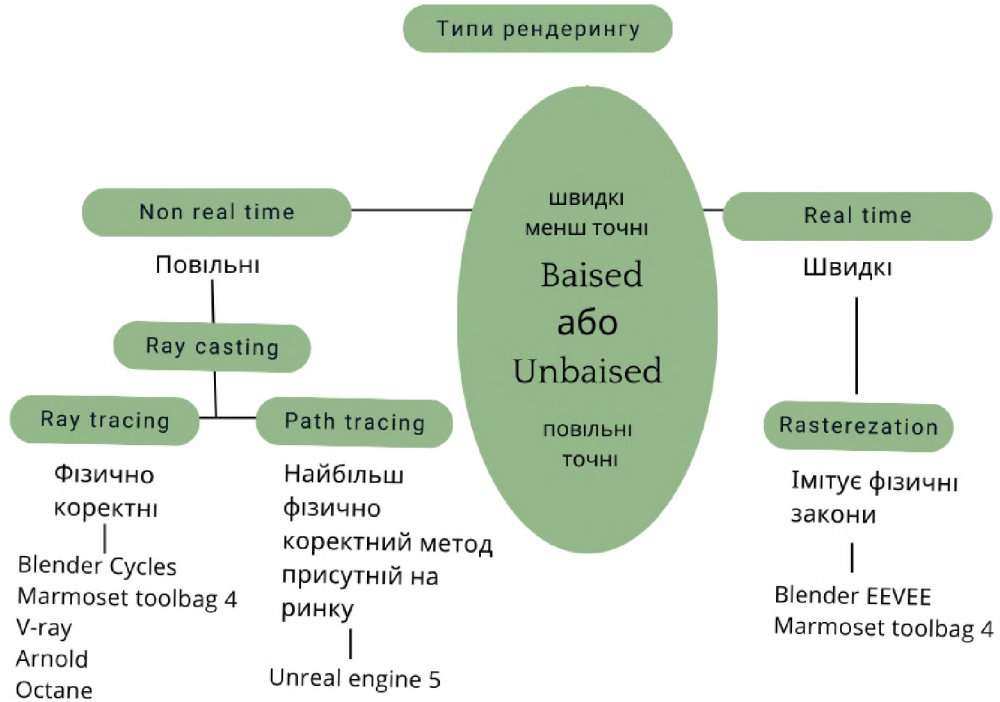 Типи рендерингу
Non real time
Повільні
Ray casting
Ray tracing
Фізично
коректні
Blender Cycles
Marmoset toolbag 4
V-ray
Arnold
Octane
Path tracing
Найбільш
фізично
коректний метод
присутній на
ринку
Unreal engine 5
швидкі
менш точні
Baised
або
Unbaised
повільні
точні
Real time
Швидкі
Rasterezation
Імітує фізичні
закони
Blender EEVEE
Marmoset toolbag 4